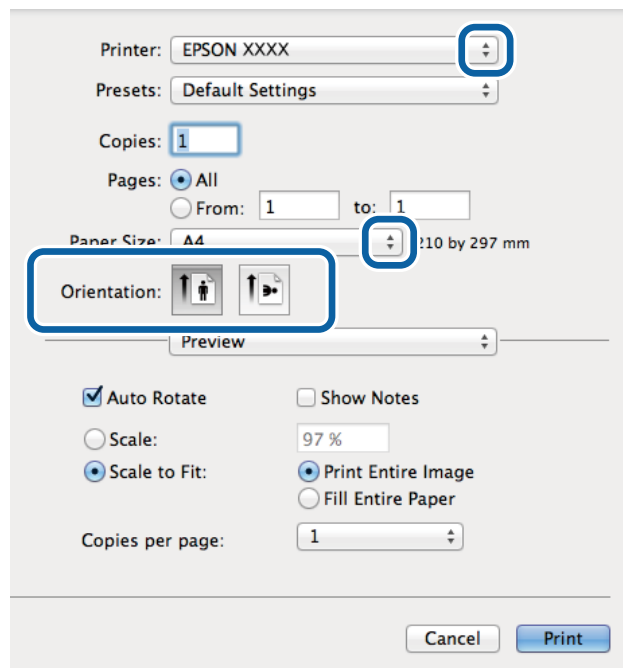 Printer: EPSON XXXX
Presets: Default Settings
Copies: 1
Pages: All
From: 1 to: 1
Paper Size: A4 210 by 297 mm
Orientation:
Preview
Auto Rotate Show Notes
Scale: 97 %
Scale to Fit: Print Entire Image
Fill Entire Paper
Copies per page: 1
Cancel Print